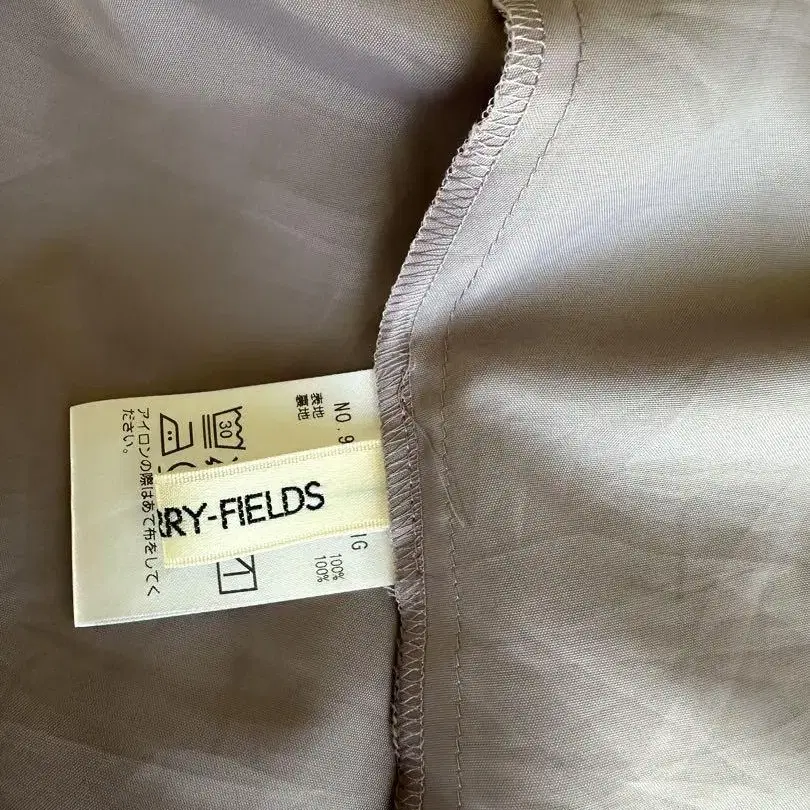 RRY-FIELDS
NO.9
表地
裏地
IG
100%
100%
30
アイロンの際はあて布をしてく
ださい。